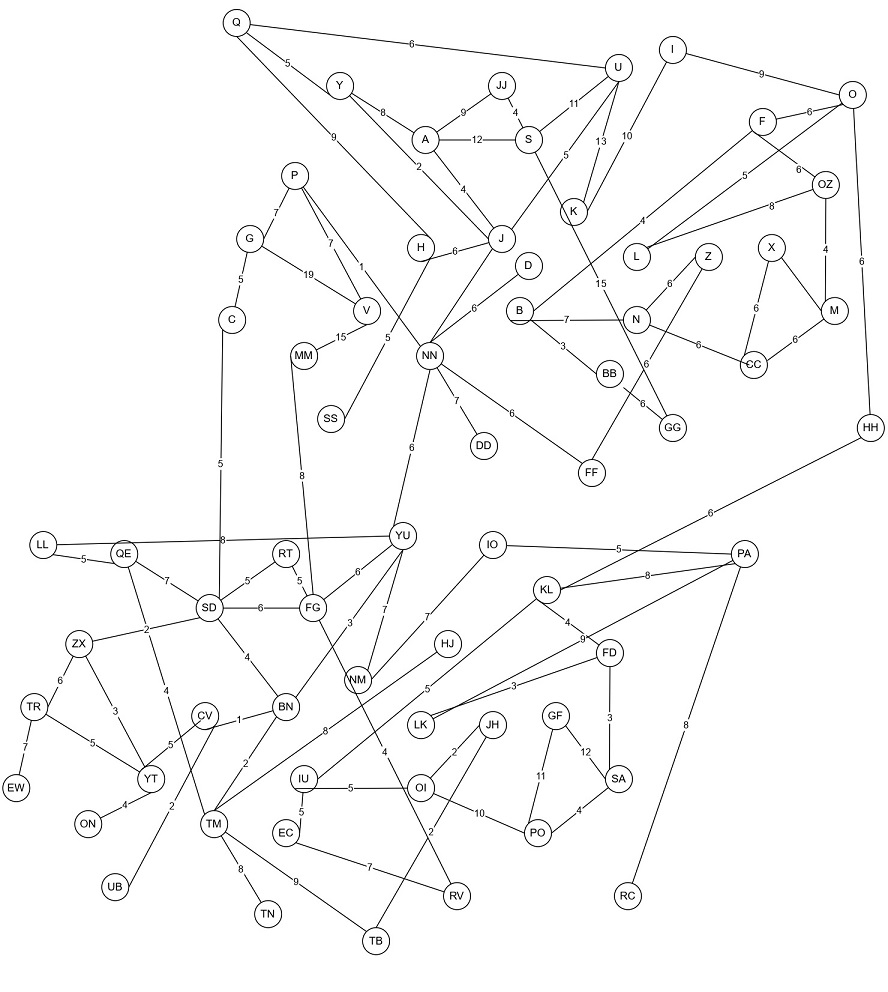 Q
6
U
I
5
9
Y
JJ
O
8
9
4
11
F
6
9
A
12
S
13
10
2
5
6
P
4
5
OZ
7
K
8
G
7
H
6
J
4
L
4
1
D
X
Z
5
19
15
6
6
C
V
6
B
7
N
6
M
15
5
6
6
MM
NN
3
CC
6
BB
7
6
6
SS
GG
HH
DD
5
8
6
FF
6
LL
8
YU
IO
5
PA
5
QE
RT
7
5
5
6
8
KL
SD
6
FG
3
7
7
4
2
9
ZX
4
HJ
FD
6
3
4
NM
5
3
3
TR
BN
CV
1
LK
JH
GF
8
7
5
5
8
4
2
12
EW
YT
2
IU
5
OI
11
SA
4
2
5
10
4
ON
TM
EC
2
PO
8
7
UB
9
RV
RC
TN
TB